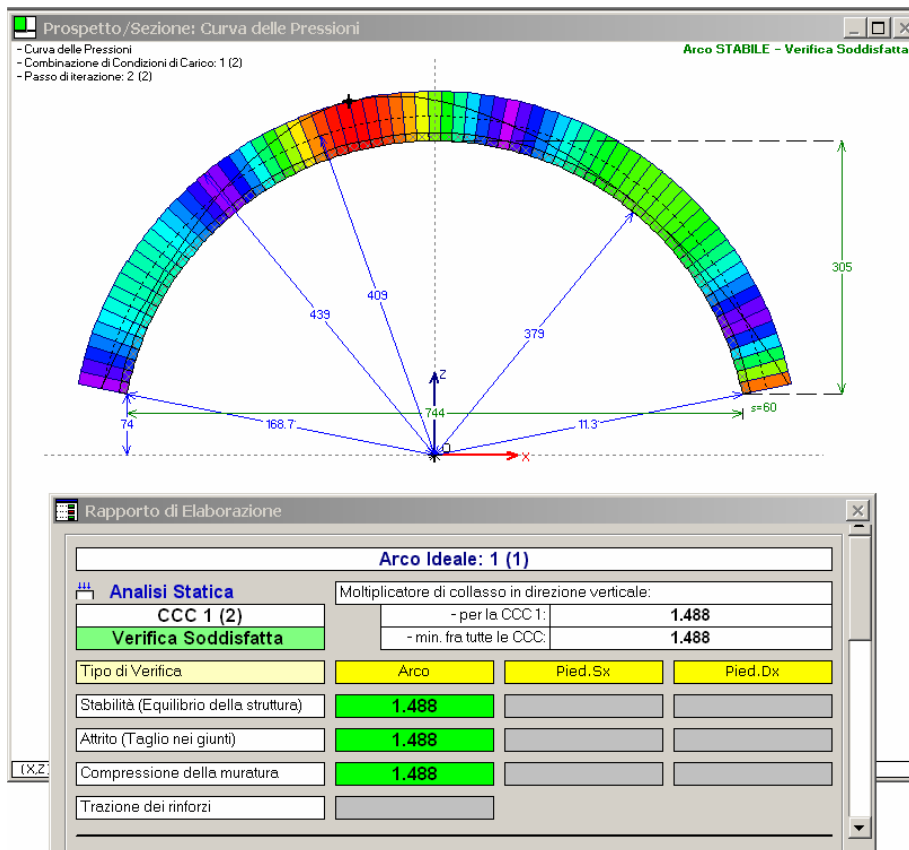 Prospetto/Sezione: Curva delle Pressioni
- Curva delle Pressioni
- Combinazione di Condizioni di Carico: 1 (2)
- Passo di iterazione: 2 (2)
Arco STABILE - Verifica Soddisfatta
305
409
439
379
Z
744
s=60
74
168.7
11.3
O
X
(X,Z)
Rapporto di Elaborazione
Arco Ideale: 1 (1)
Analisi Statica
Moltiplicatore di collasso in direzione verticale:
CCC 1 (2)
- per la CCC 1:
1.488
Verifica Soddisfatta
- min. fra tutte le CCC:
1.488
Tipo di Verifica
Arco
Pied.Sx
Pied.Dx
Stabilità (Equilibrio della struttura)
1.488
Attrito (Taglio nei giunti)
1.488
Compressione della muratura
1.488
Trazione dei rinforzi